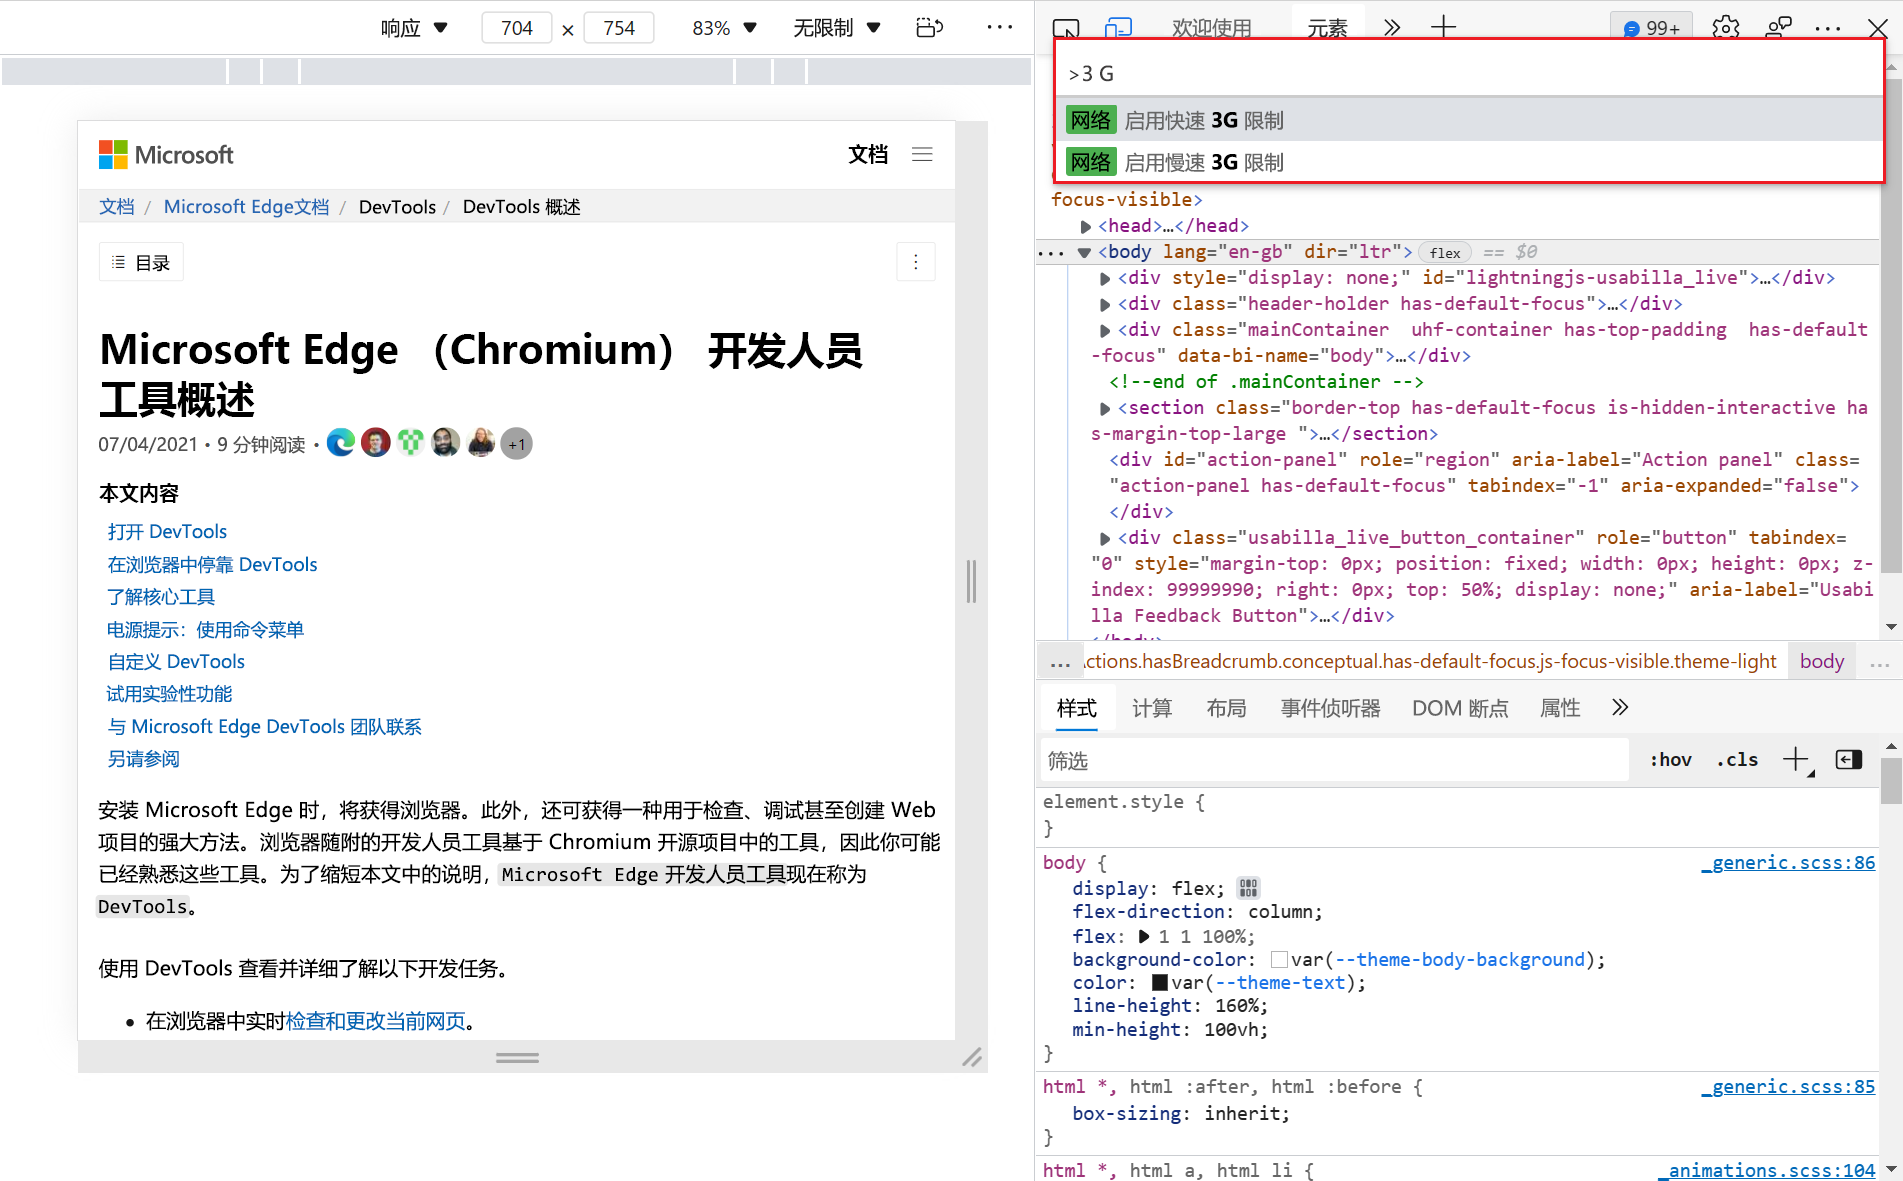 响应 ▼ 704 × 754 83% ▼ 无限制 ▼ ···
Microsoft 文档
文档 / Microsoft Edge文档 / DevTools / DevTools 概述
目录
Microsoft Edge （Chromium） 开发人员
工具概述
07/04/2021 • 9 分钟阅读 • +1
本文内容
打开 DevTools
在浏览器中停靠 DevTools
了解核心工具
电源提示：使用命令菜单
自定义 DevTools
试用实验性功能
与 Microsoft Edge DevTools 团队联系
另请参阅
安装 Microsoft Edge 时，将获得浏览器。此外，还可获得一种用于检查、调试甚至创建 Web
项目的强大方法。浏览器随附的开发人员工具基于 Chromium 开源项目中的工具，因此你可能
已经熟悉这些工具。为了缩短本文中的说明，Microsoft Edge 开发人员工具现在称为
DevTools。
使用 DevTools 查看并详细了解以下开发任务。
• 在浏览器中实时检查和更改当前网页。
欢迎使用 元素 99+
>3 G
网络 启用快速 3G 限制
网络 启用慢速 3G 限制
focus-visible>
<head>…</head>
<body lang="en-gb" dir="ltr"> flex == $0
<div style="display: none;" id="lightningjs-usabilla_live">…</div>
<div class="header-holder has-default-focus">…</div>
<div class="mainContainer  uhf-container has-top-padding  has-default
-focus" data-bi-name="body">…</div>
<!--end of .mainContainer -->
<section class="border-top has-default-focus is-hidden-interactive ha
s-margin-top-large ">…</section>
<div id="action-panel" role="region" aria-label="Action panel" class=
"action-panel has-default-focus" tabindex="-1" aria-expanded="false">
</div>
<div class="usabilla_live_button_container" role="button" tabindex=
"0" style="margin-top: 0px; position: fixed; width: 0px; height: 0px; z-
index: 99999990; right: 0px; top: 50%; display: none;" aria-label="Usabi
lla Feedback Button">…</div>
</body>
... ctions.hasBreadcrumb.conceptual.has-default-focus.js-focus-visible.theme-light body ...
样式 计算 布局 事件侦听器 DOM 断点 属性
筛选 :hov .cls
element.style {
}
body { _generic.scss:86
display: flex;
flex-direction: column;
flex: 1 1 100%;
background-color: var(--theme-body-background);
color: var(--theme-text);
line-height: 160%;
min-height: 100vh;
}
html *, html :after, html :before { _generic.scss:85
box-sizing: inherit;
}
html *, html a, html li { _animations.scss:104